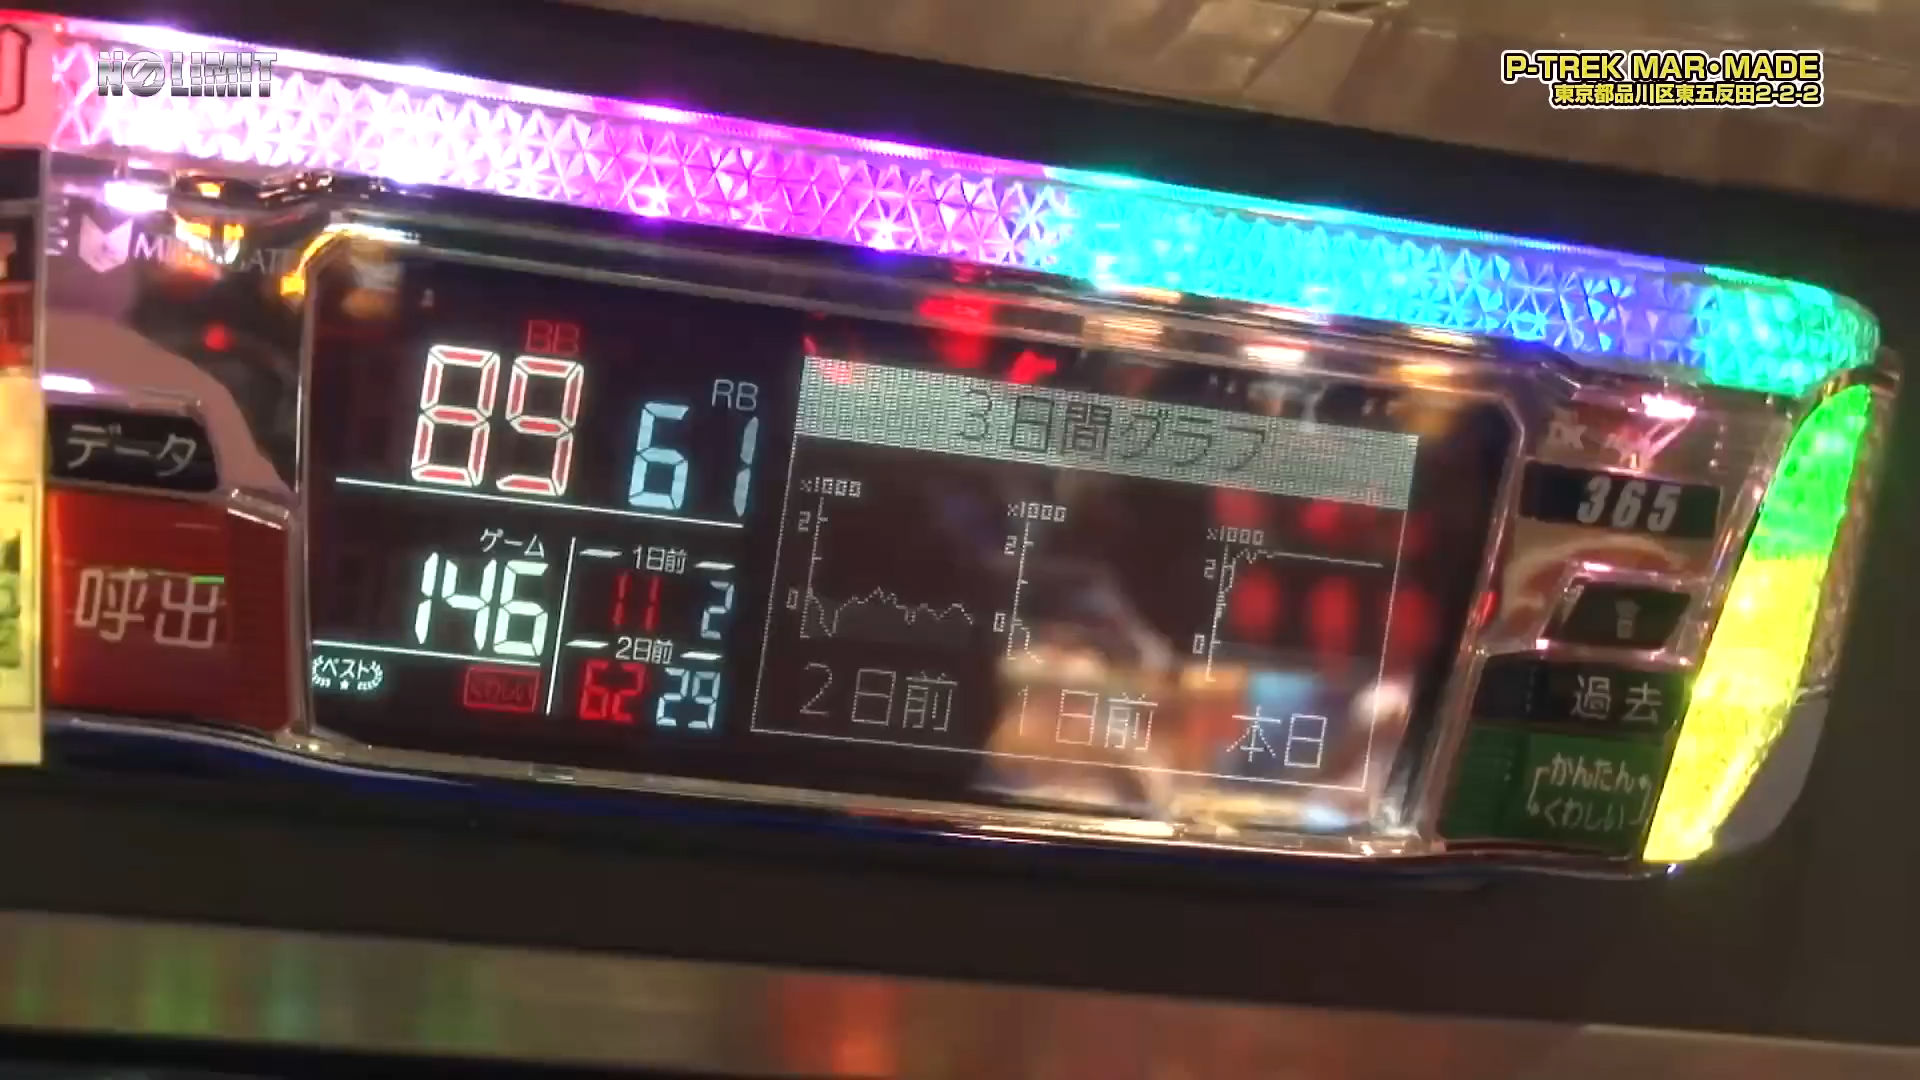 NO LIMIT
P-TREK MAR・MADE
東京都品川区東五反田2-2-2
データ
呼出
BB
89
RB
61
ゲーム
146
1日前
11 2
2日前
62 29
ベスト
くわしい
3日間グラフ
x1000
2
0
2日前
x1000
2
0
1日前
x1000
2
0
本日
365
過去
かんたん
くわしい